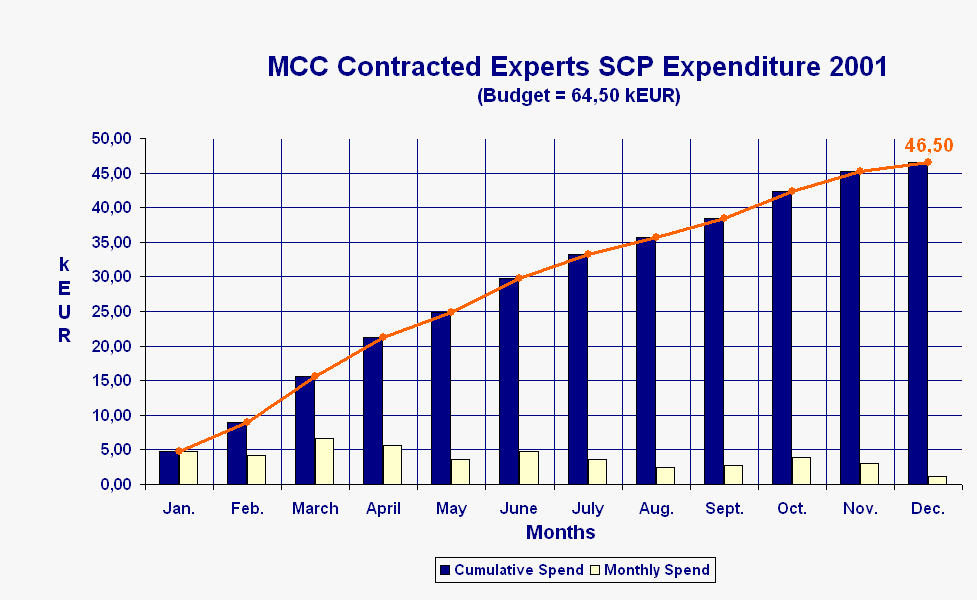 MCC Contracted Experts SCP Expenditure 2001
(Budget = 64,50 kEUR)
50,00
45,00
40,00
35,00
30,00
25,00
20,00
15,00
10,00
5,00
0,00
k
E
U
R
46,50
Jan. Feb. March April May June July Aug. Sept. Oct. Nov. Dec.
Months
Cumulative Spend Monthly Spend